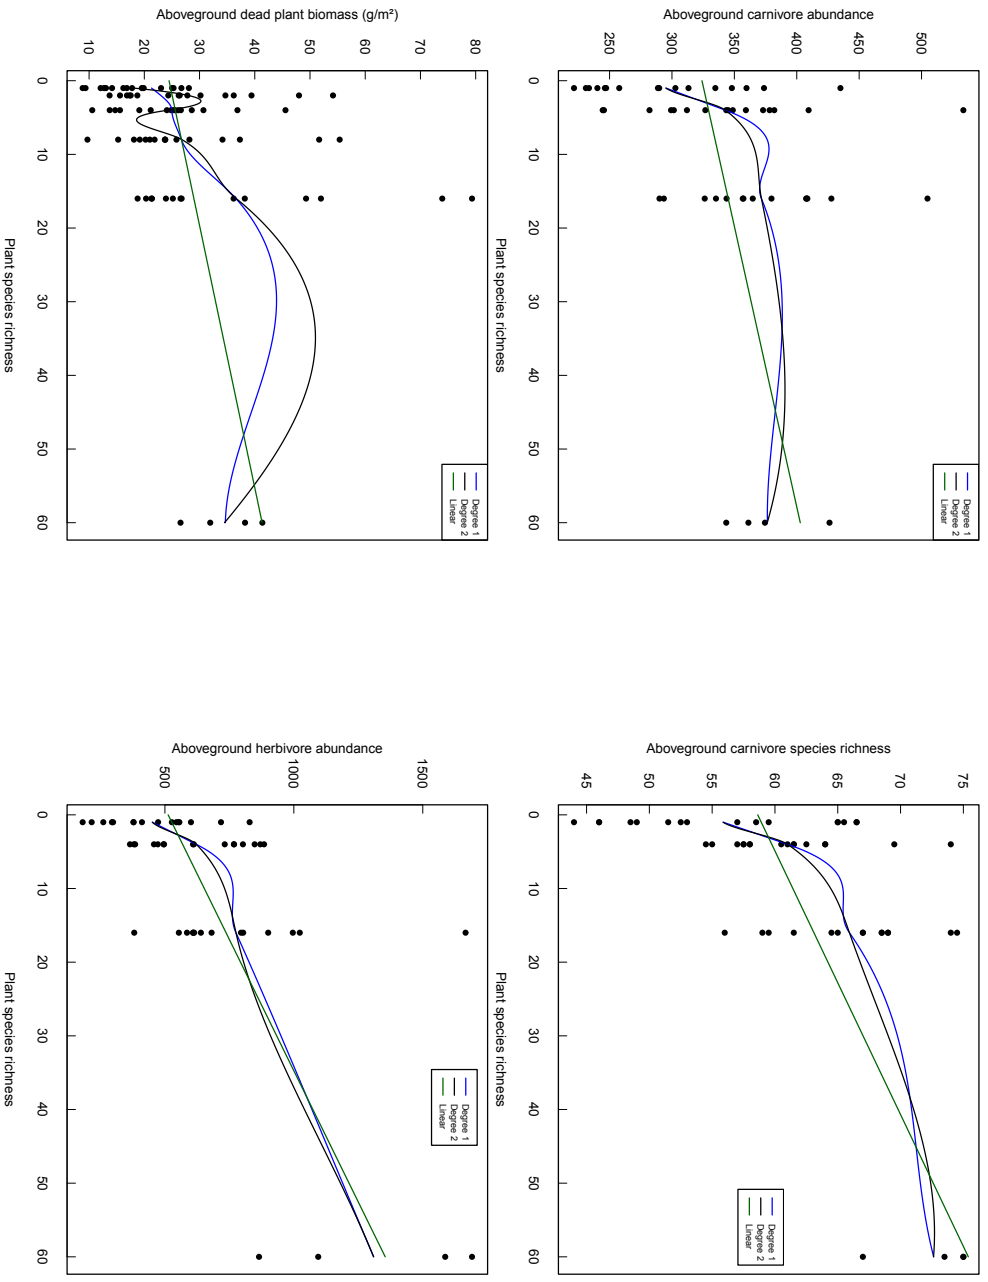 Aboveground carnivore abundance
250 300 350 400 450 500
0 10 20 30 40 50 60
Plant species richness
Degree 1
Degree 2
Linear
Aboveground carnivore species richness
45 50 55 60 65 70 75
0 10 20 30 40 50 60
Plant species richness
Degree 1
Degree 2
Linear
Aboveground dead plant biomass (g/m²)
10 20 30 40 50 60 70 80
0 10 20 30 40 50 60
Plant species richness
Degree 1
Degree 2
Linear
Aboveground herbivore abundance
500 1000 1500
0 10 20 30 40 50 60
Plant species richness
Degree 1
Degree 2
Linear